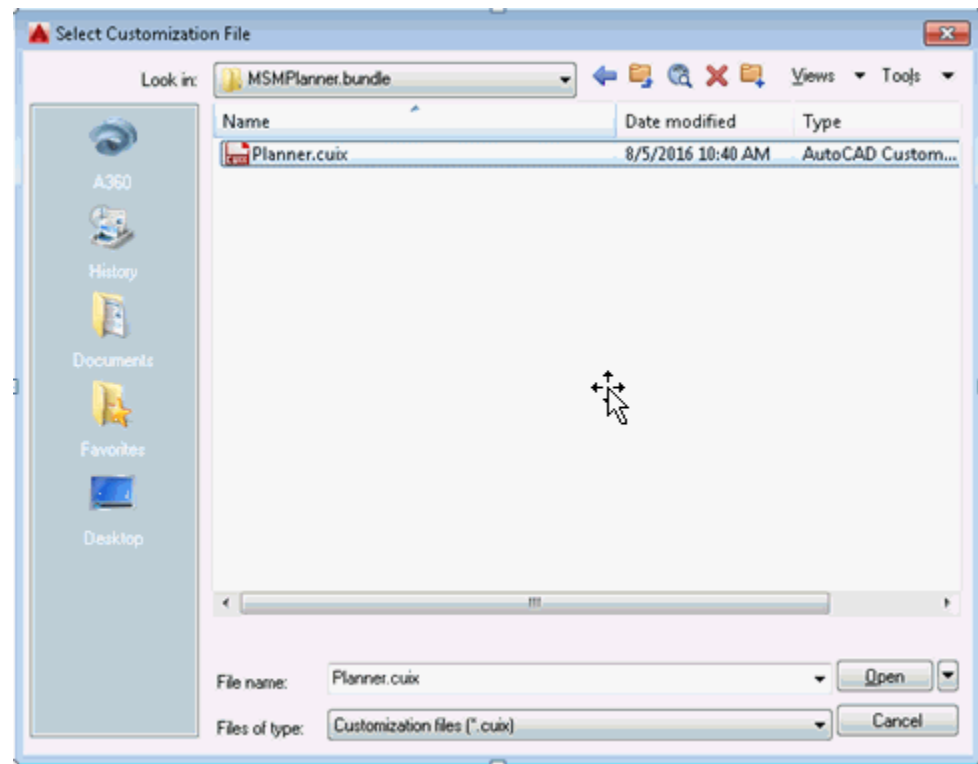 Select Customization File
Look in: MSMPlanner.bundle Views Tools
Name Date modified Type
Planner.cuix 8/5/2016 10:40 AM AutoCAD Custom...
A360
History
Documents
Favorites
Desktop
File name: Planner.cuix Open
Files of type: Customization files (*.cuix) Cancel